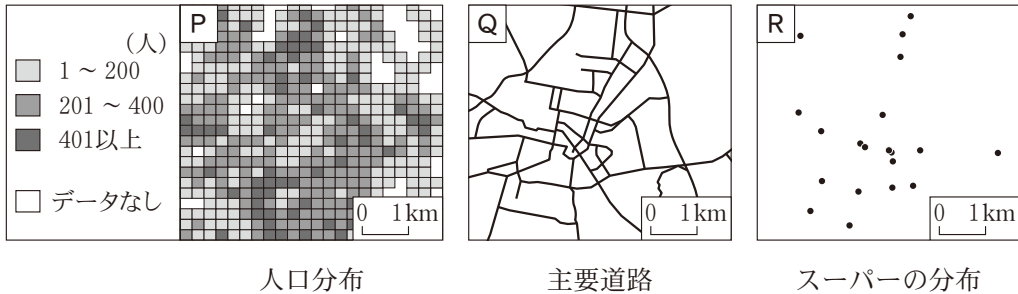 (人)
1 ～ 200
201 ～ 400
401以上
データなし
P
0 1km
人口分布
Q
0 1km
主要道路
R
0 1km
スーパーの分布